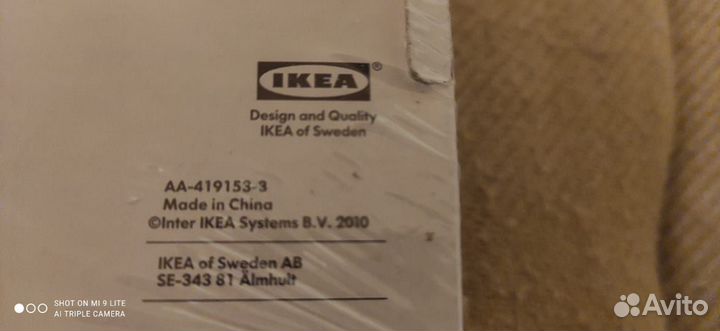 IKEA®
Design and Quality
IKEA of Sweden
AA-419153-3
Made in China
©Inter IKEA Systems B.V. 2010
IKEA of Sweden AB
SE-343 81 Älmhult
SHOT ON MI 9 LITE
AI TRIPLE CAMERA
Avito